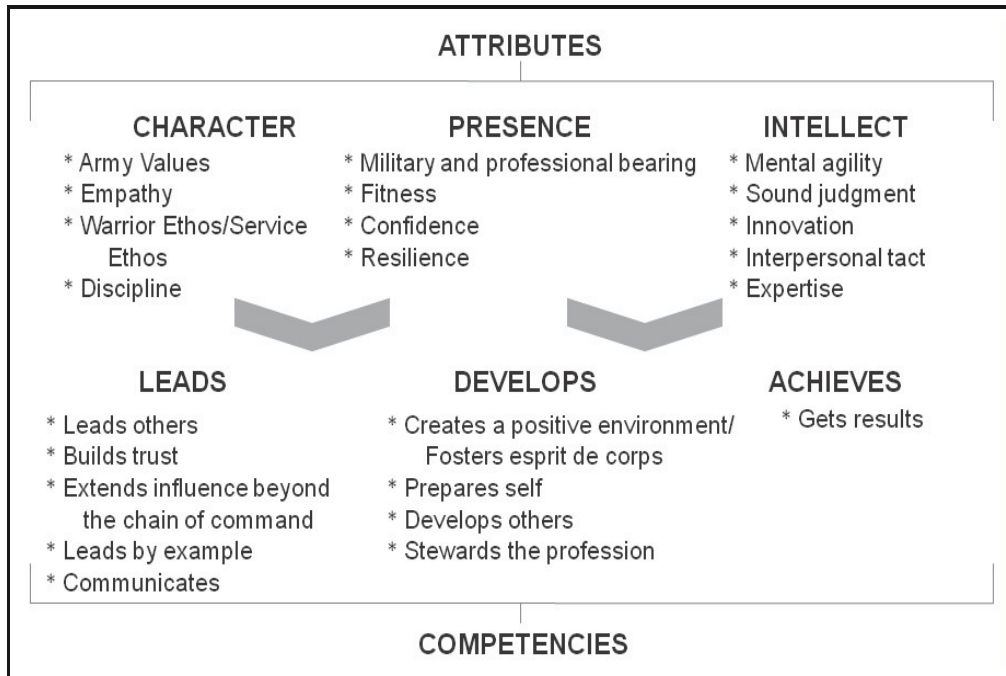 ATTRIBUTES
CHARACTER
* Army Values
* Empathy
* Warrior Ethos/Service
Ethos
* Discipline
PRESENCE
* Military and professional bearing
* Fitness
* Confidence
* Resilience
INTELLECT
* Mental agility
* Sound judgment
* Innovation
* Interpersonal tact
* Expertise
LEADS
* Leads others
* Builds trust
* Extends influence beyond
the chain of command
* Leads by example
* Communicates
DEVELOPS
* Creates a positive environment/
Fosters esprit de corps
* Prepares self
* Develops others
* Stewards the profession
ACHIEVES
* Gets results
COMPETENCIES